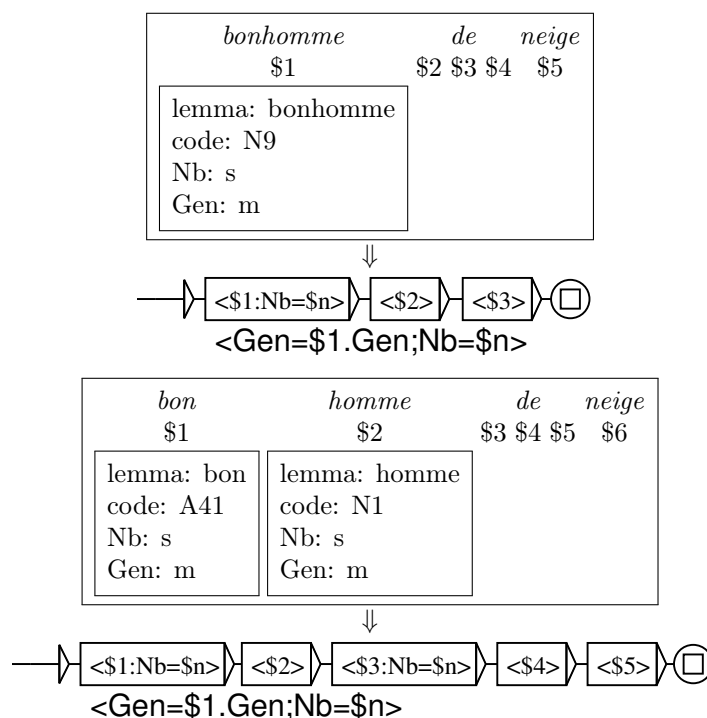 bonhomme de neige
$1 $2 $3 $4 $5
lemma: bonhomme
code: N9
Nb: s
Gen: m
⇓
<$1:Nb=$n> <$2> <$3>
<Gen=$1.Gen;Nb=$n>
bon homme de neige
$1 $2 $3 $4 $5 $6
lemma: bon lemma: homme
code: A41 code: N1
Nb: s Nb: s
Gen: m Gen: m
⇓
<$1:Nb=$n> <$2> <$3:Nb=$n> <$4> <$5>
<Gen=$1.Gen;Nb=$n>